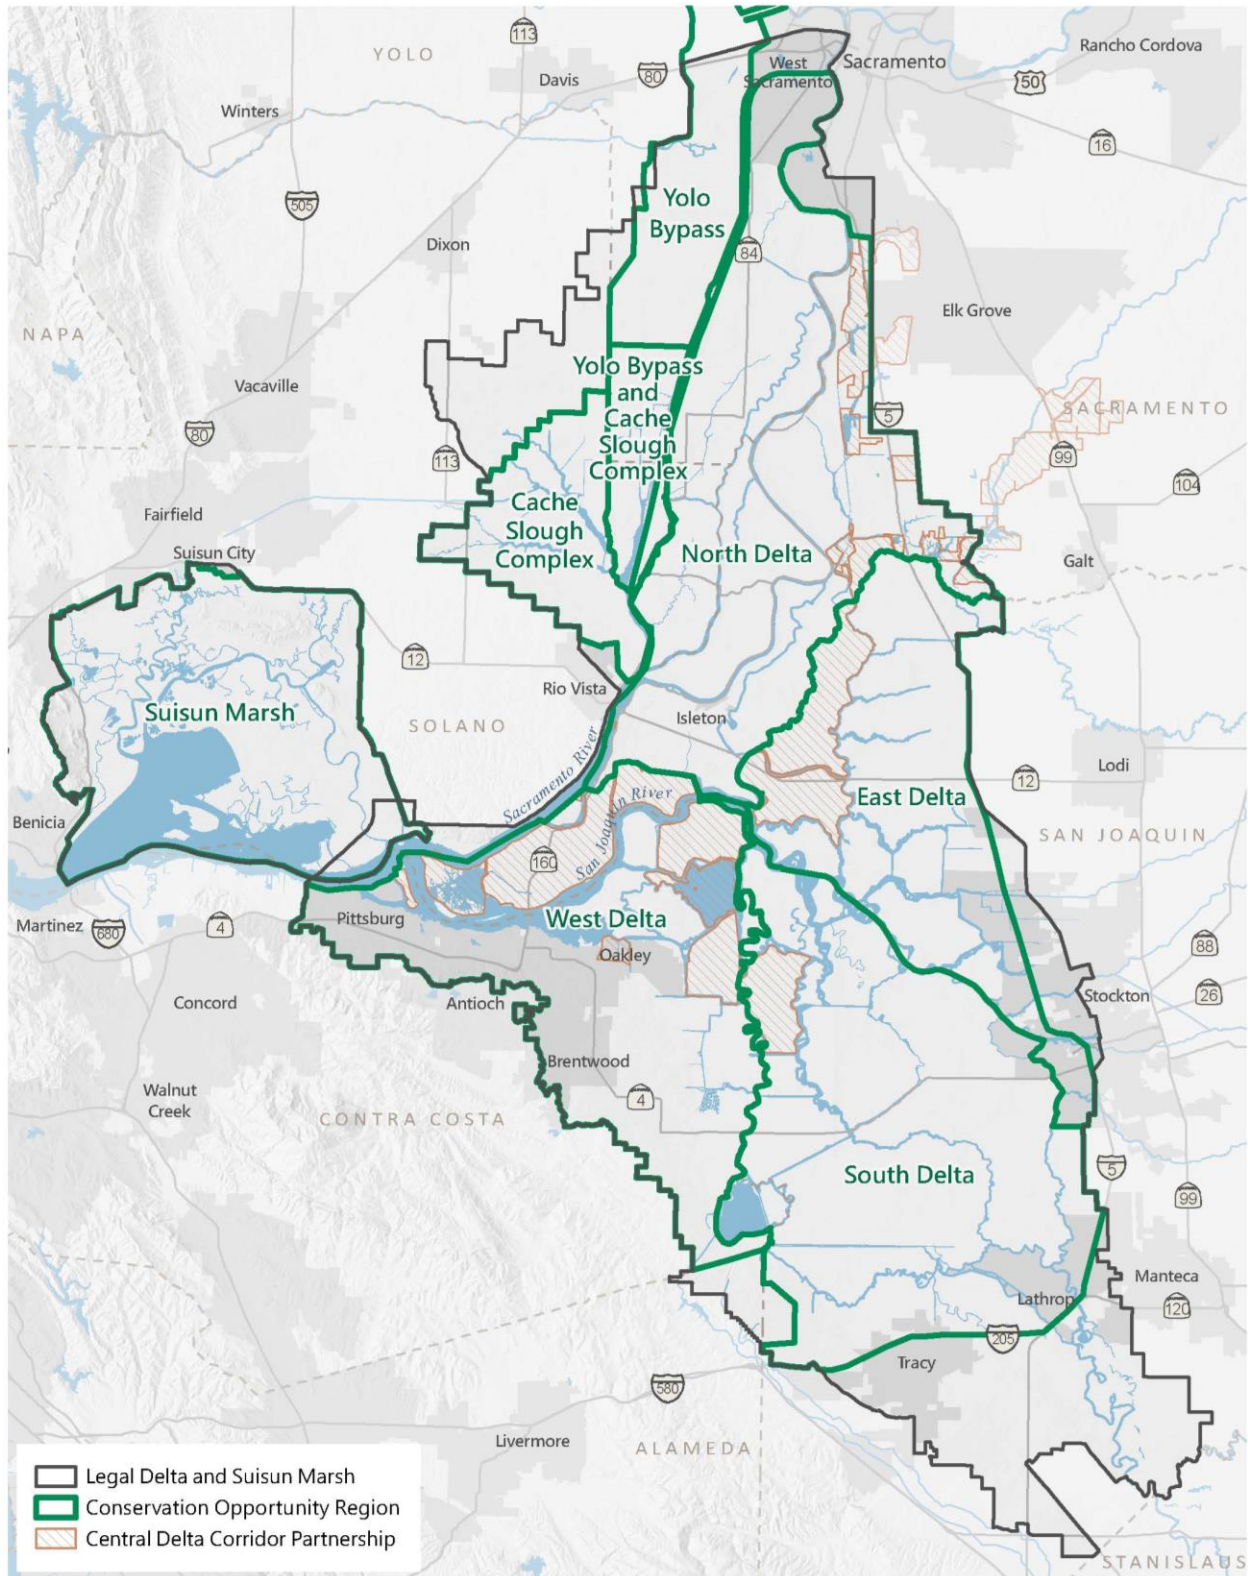 113
YOLO
Rancho Cordova
West
Sacramento
Sacramento
Davis
80
50
Winters
16
505
Yolo
Bypass
Dixon
84
Elk Grove
NAPA
Yolo Bypass
and
Cache
Slough
Complex
Vacaville
5
SACRAMENTO
80
113
99
104
Cache
Slough
Complex
Fairfield
Suisun City
North Delta
Galt
12
Rio Vista
Suisun Marsh
Isleton
SOLANO
Sacramento River
Lodi
12
East Delta
San Joaquin River
Benicia
SAN JOAQUIN
160
Martinez
680
4
Pittsburg
West Delta
88
Oakley
Concord
Antioch
Stockton
26
Brentwood
Walnut
Creek
4
CONTRA COSTA
South Delta
5
99
Manteca
Lathrop
120
205
Tracy
580
Livermore
ALAMEDA
Legal Delta and Suisun Marsh
Conservation Opportunity Region
Central Delta Corridor Partnership
STANISLAUS